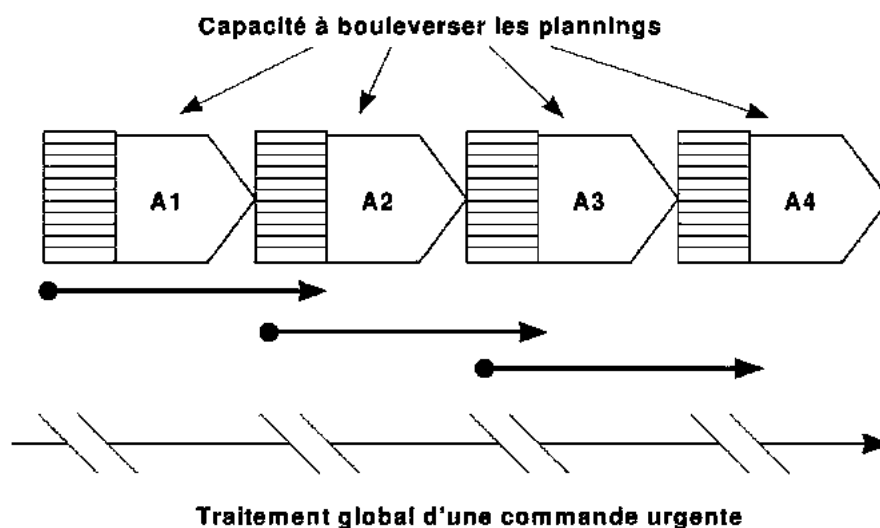 Capacité à bouleverser les plannings
A1 A2 A3 A4
Traitement global d'une commande urgente